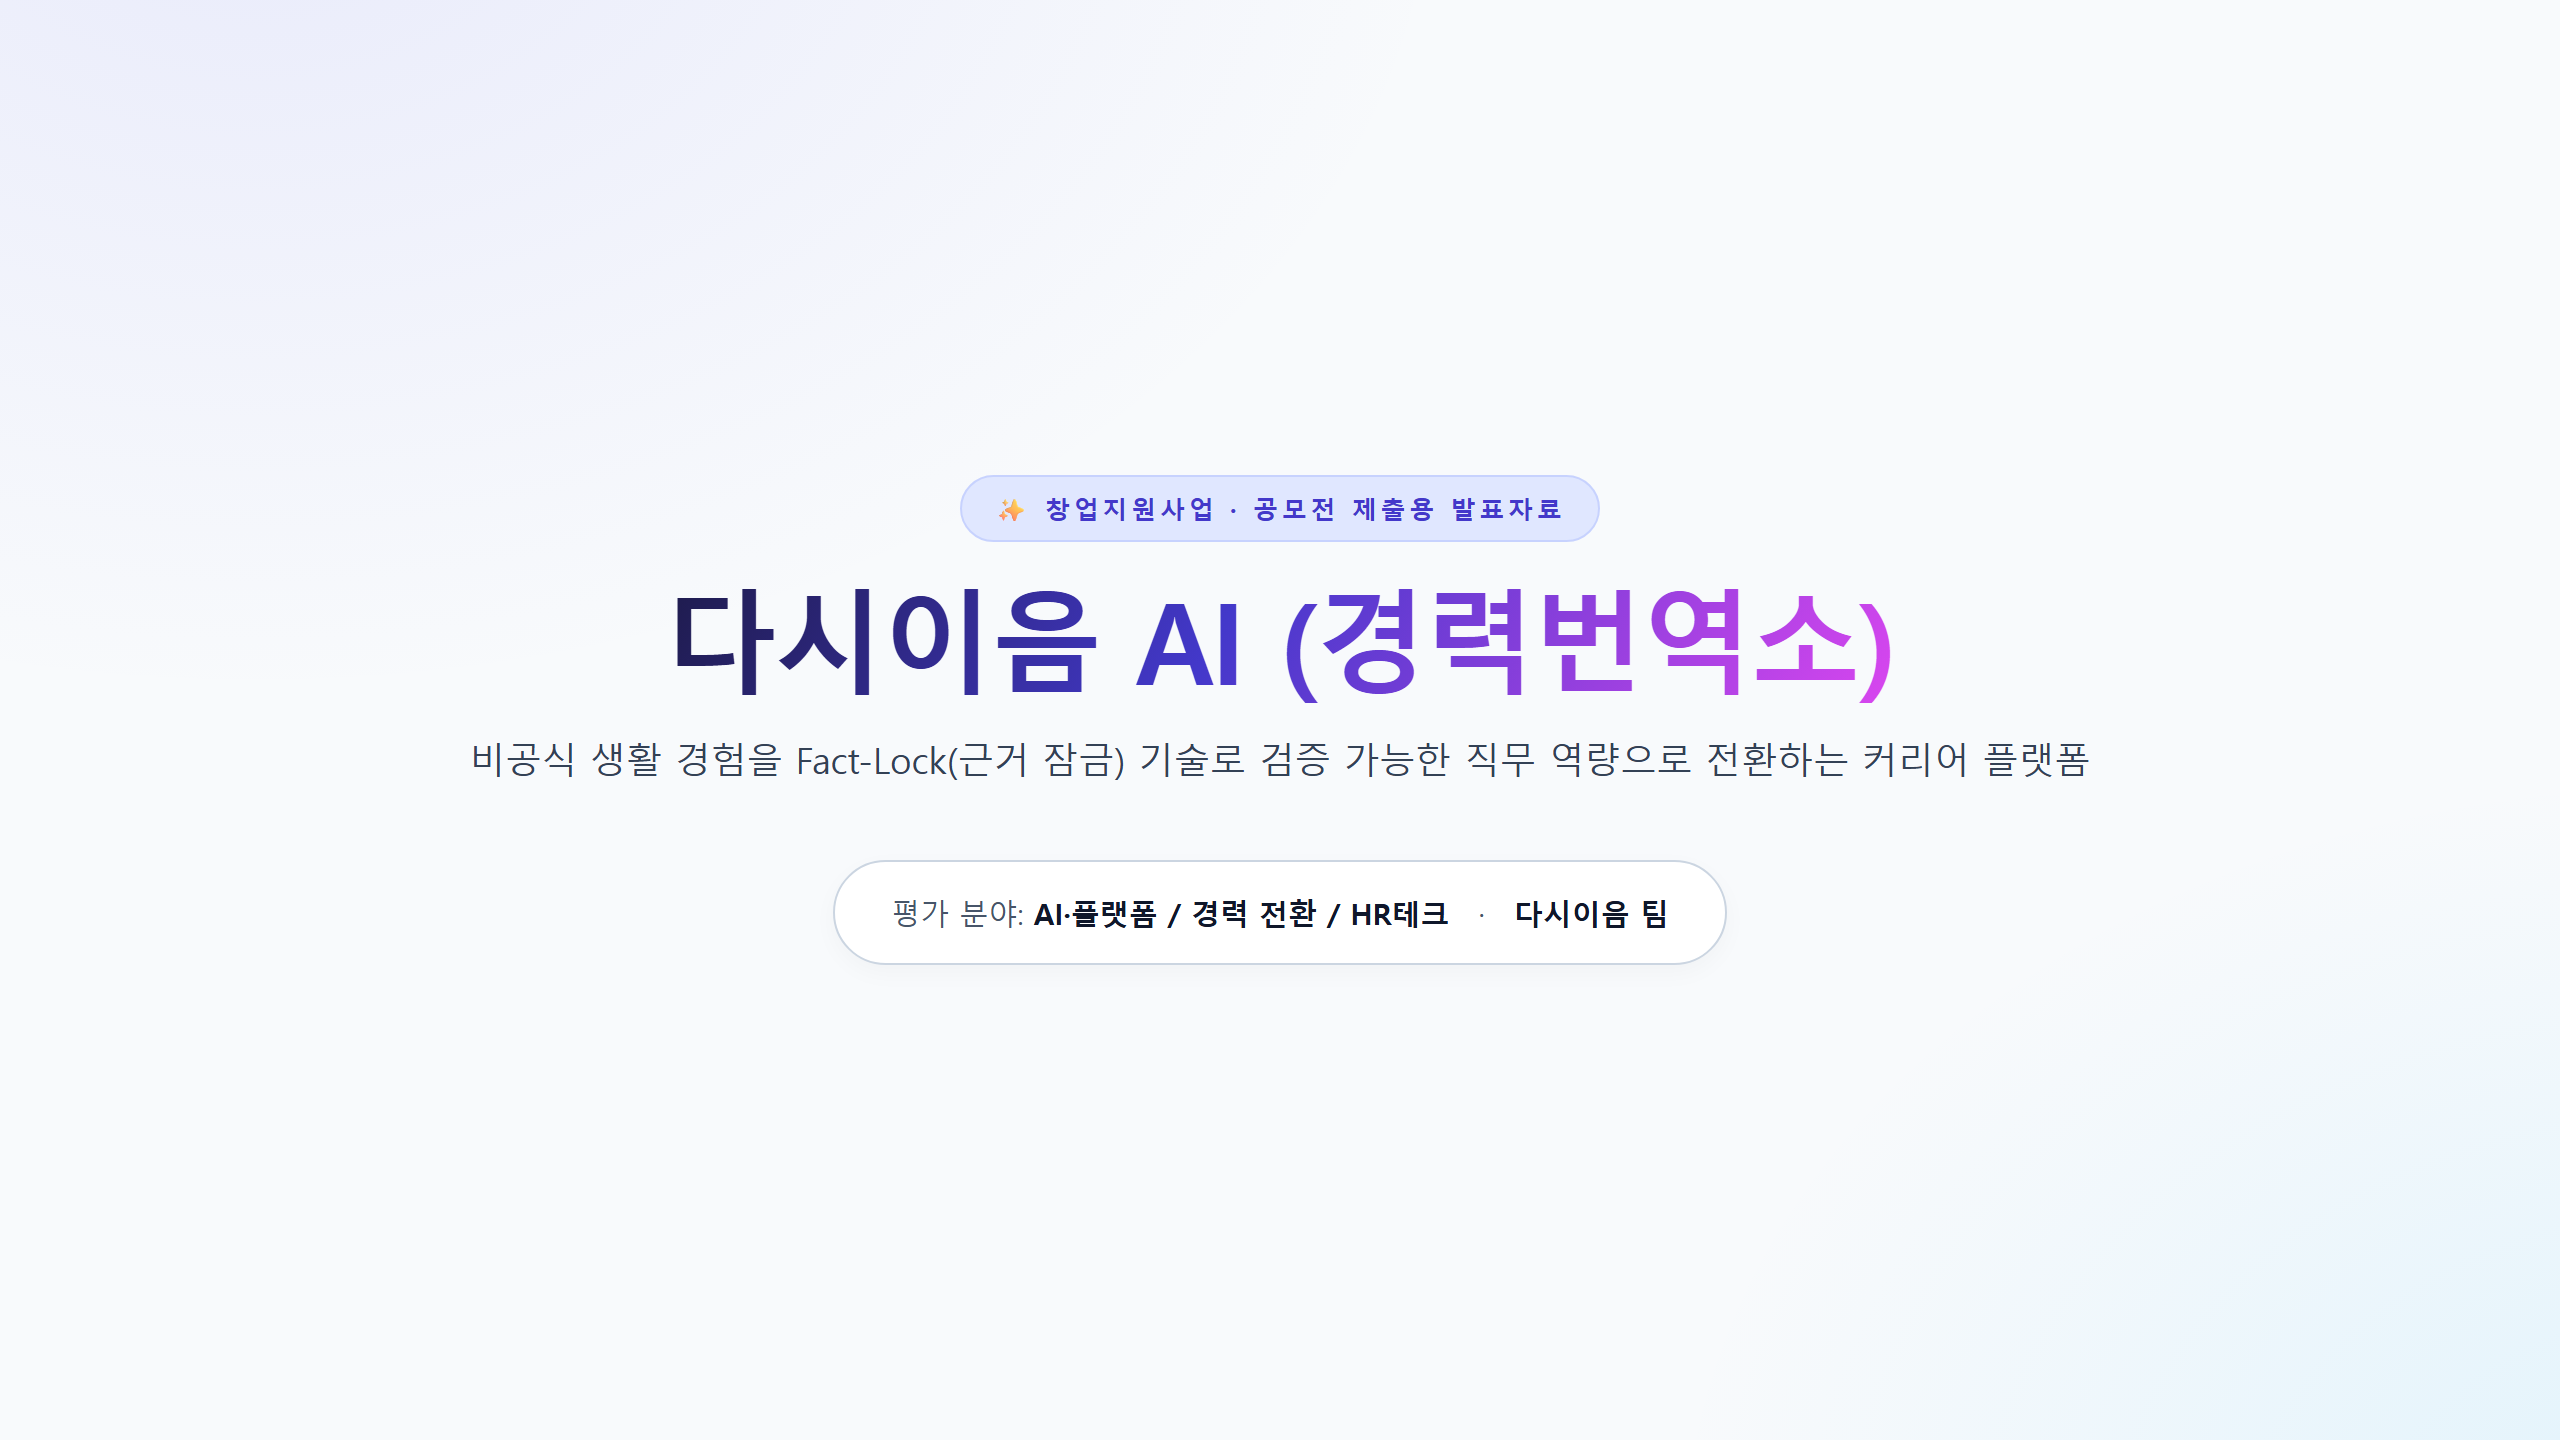 ✨ 창업지원사업 · 공모전 제출용 발표자료
다시이음 AI (경력번역소)
비공식 생활 경험을 Fact-Lock(근거 잠금) 기술로 검증 가능한 직무 역량으로 전환하는 커리어 플랫폼
평가 분야: AI·플랫폼 / 경력 전환 / HR테크 · 다시이음 팀